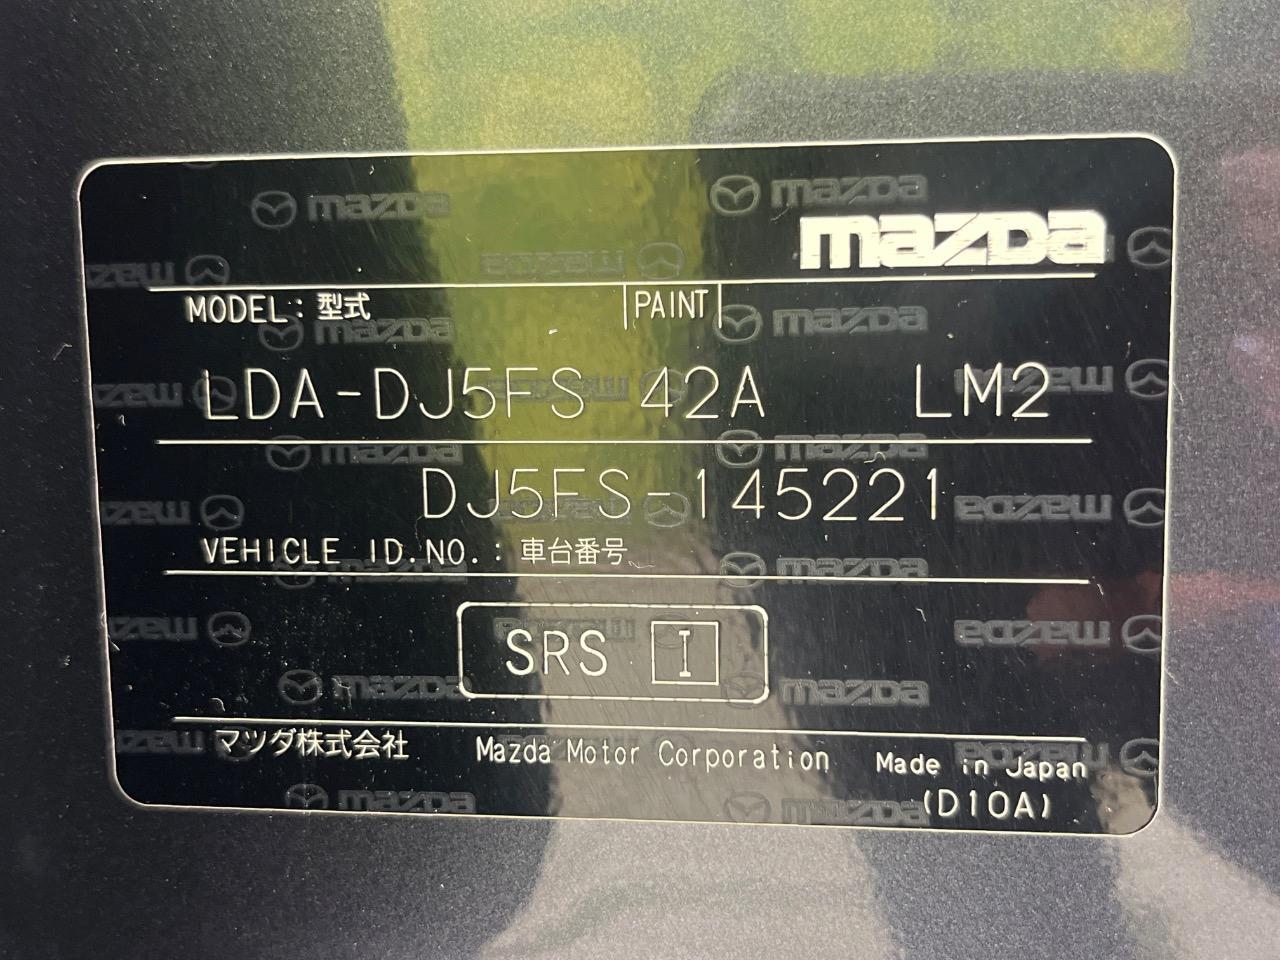 mazda
MODEL: 型式 PAINT
LDA-DJ5FS 42A LM2
DJ5FS-145221
VEHICLE ID.NO.: 車台番号
SRS I
マツダ株式会社 Mazda Motor Corporation Made in Japan
(D10A)